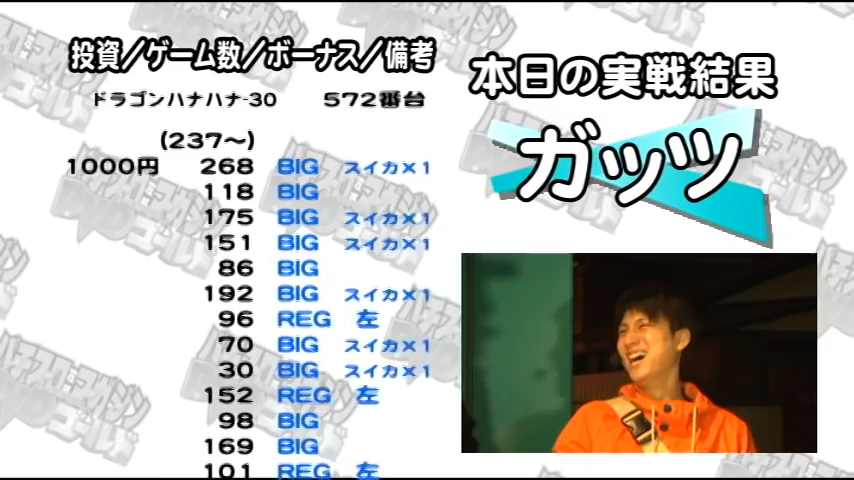 投資／ゲーム数／ボーナス／備考
ドラゴンハナハナ-30 572番台
(237〜)
1000円 268 BIG スイカ×1
118 BIG
175 BIG スイカ×1
151 BIG スイカ×1
86 BIG
192 BIG スイカ×1
96 REG 左
70 BIG スイカ×1
30 BIG スイカ×1
152 REG 左
98 BIG
169 BIG
101 REG 左
本日の実戦結果
ガッツ